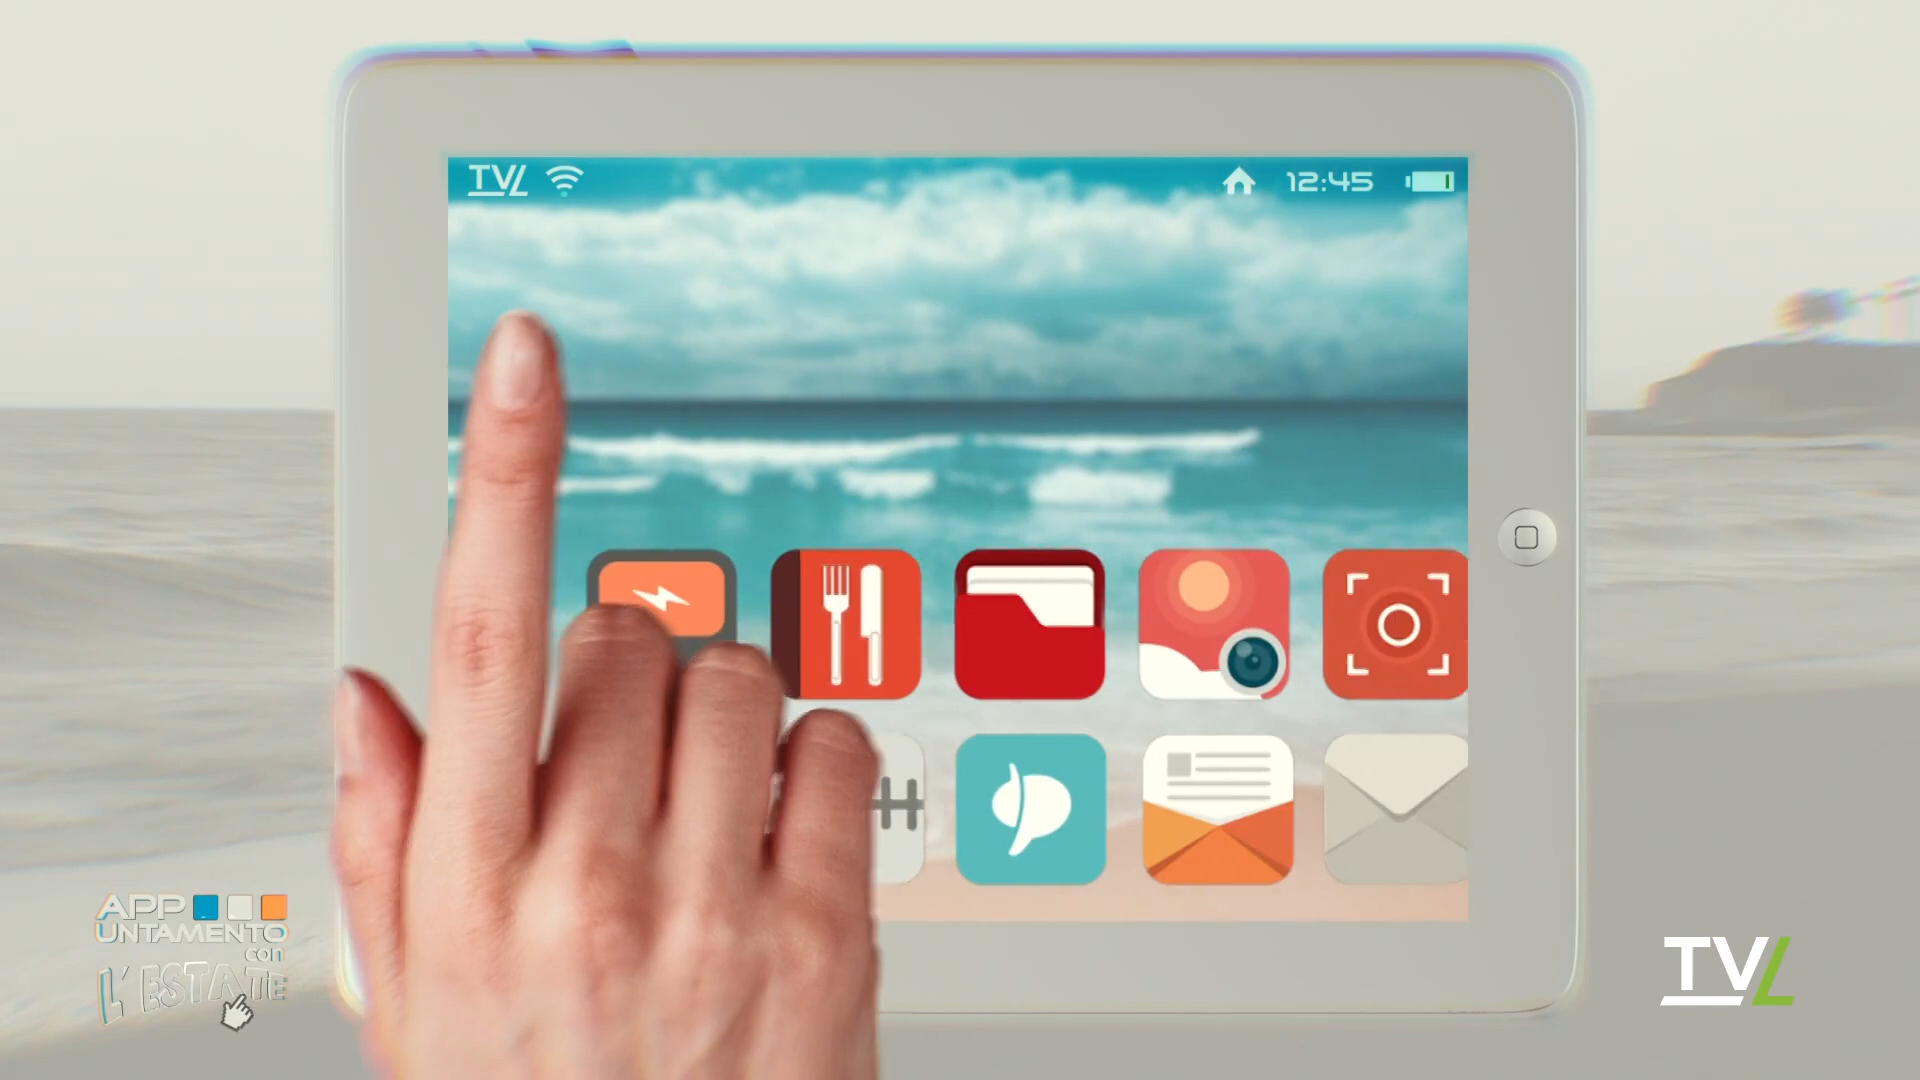 TVL
12:45
APP
UNTAMENTO
con
L'ESTATE
TVL